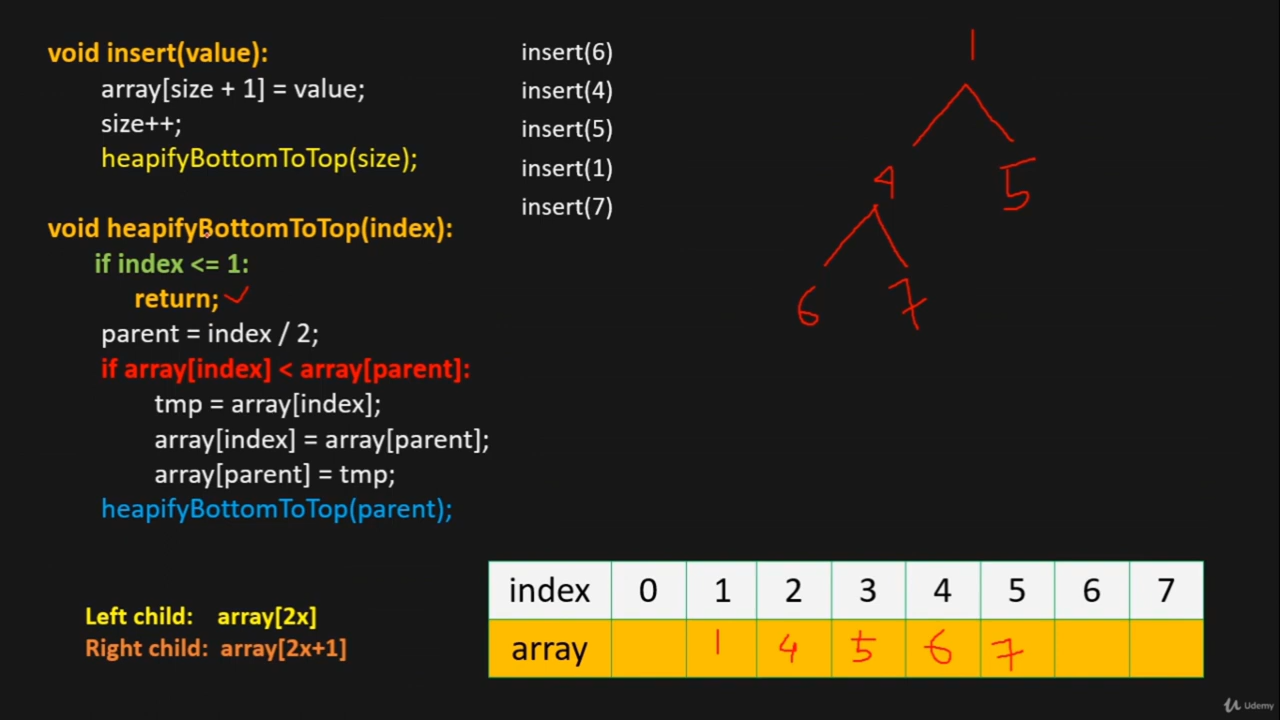 void insert(value):
array[size + 1] = value;
size++;
heapifyBottomToTop(size);
void heapifyBottomToTop(index):
if index <= 1:
return;
parent = index / 2;
if array[index] < array[parent]:
tmp = array[index];
array[index] = array[parent];
array[parent] = tmp;
heapifyBottomToTop(parent);
Left child: array[2x]
Right child: array[2x+1]
insert(6)
insert(4)
insert(5)
insert(1)
insert(7)
1
4 5
6 7
index 0 1 2 3 4 5 6 7
array 1 4 5 6 7
Udemy